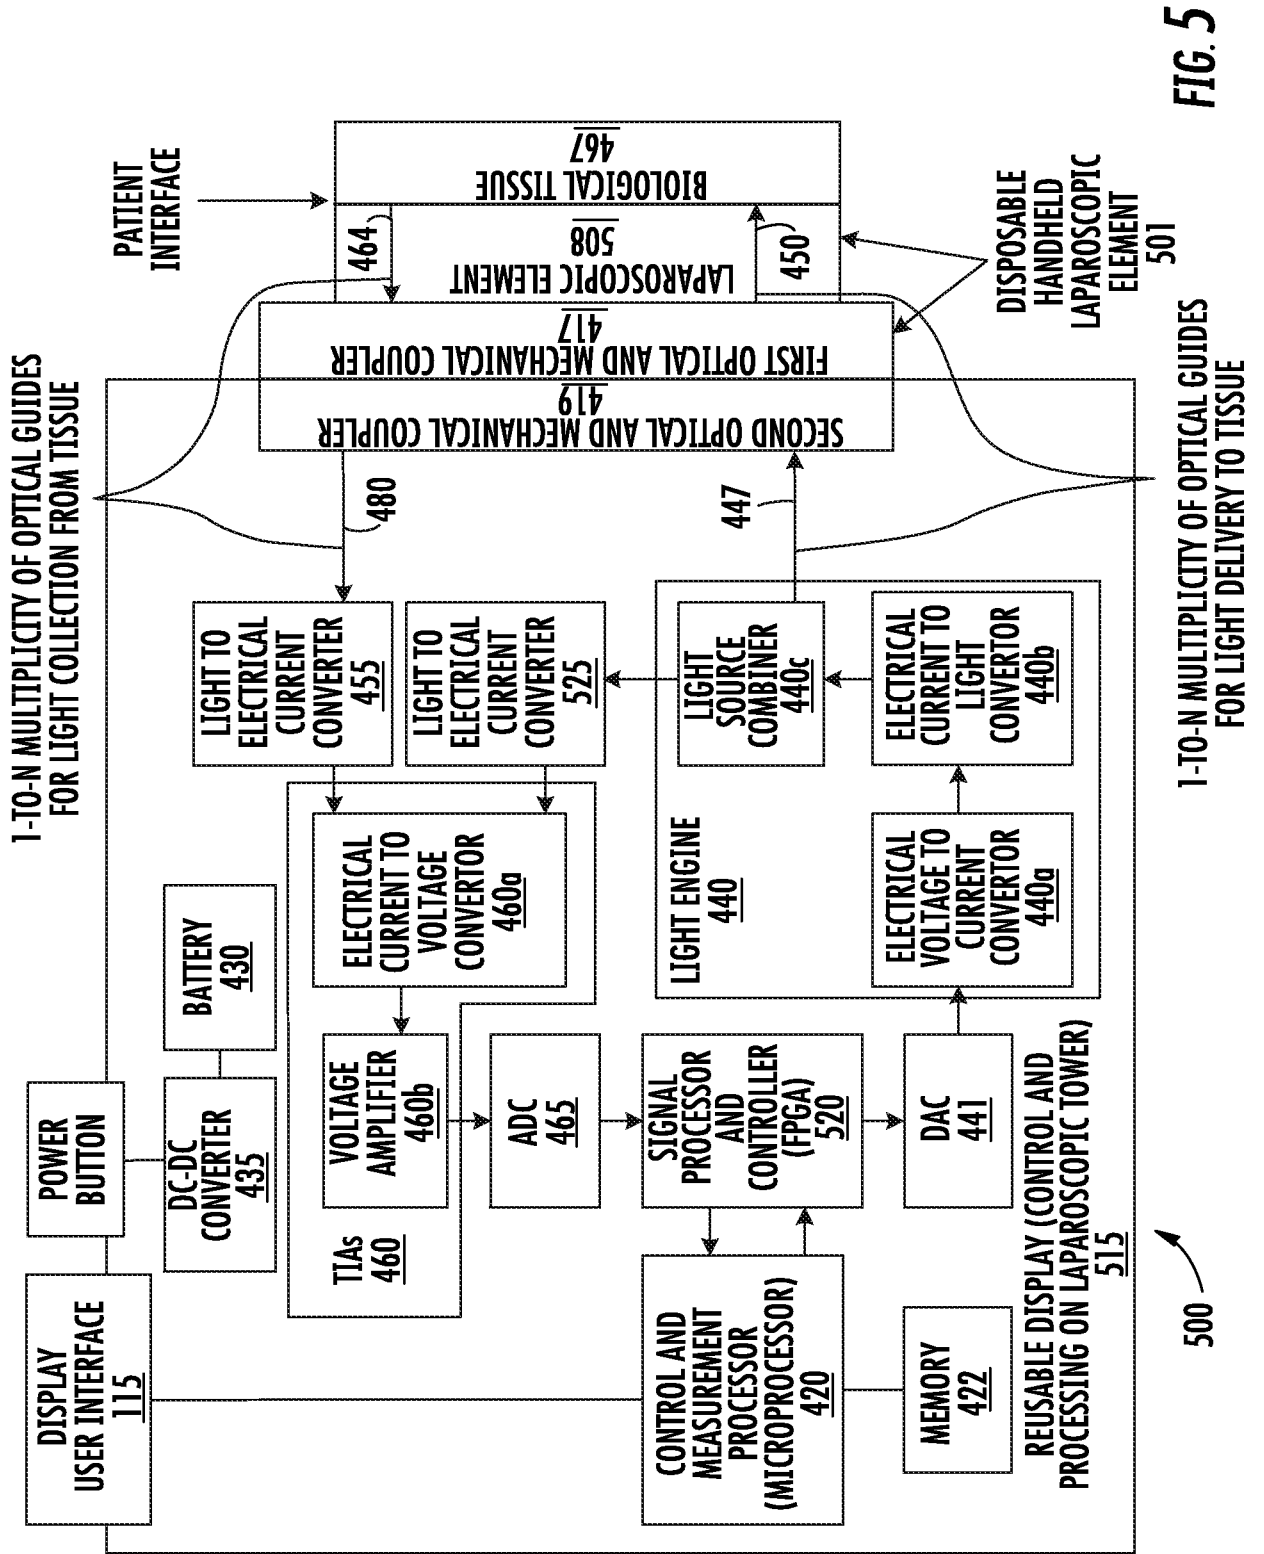 1-TO-N MULTIPLICITY OF OPTICAL GUIDES
FOR LIGHT COLLECTION FROM TISSUE
PATIENT
INTERFACE
DISPLAY
USER INTERFACE
115
POWER
BUTTON
DC-DC
CONVERTER
435
BATTERY
430
LIGHT TO
ELECTRICAL
CURRENT
CONVERTER
455
480
464
TIAs
460
VOLTAGE
AMPLIFIER
460b
ELECTRICAL
CURRENT TO
VOLTAGE
CONVERTOR
460a
LIGHT TO
ELECTRICAL
CURRENT
CONVERTER
525
SECOND OPTICAL AND MECHANICAL COUPLER
419
FIRST OPTICAL AND MECHANICAL COUPLER
417
LAPAROSCOPIC ELEMENT
508
BIOLOGICAL TISSUE
467
ADC
465
CONTROL AND
MEASUREMENT
PROCESSOR
(MICROPROCESSOR)
420
SIGNAL
PROCESSOR
AND
CONTROLLER
(FPGA)
520
LIGHT ENGINE
440
LIGHT
SOURCE
COMBINER
440c
447
450
MEMORY
422
DAC
441
ELECTRICAL
VOLTAGE TO
CURRENT
CONVERTOR
440a
ELECTRICAL
CURRENT TO
LIGHT
CONVERTOR
440b
DISPOSABLE
HANDHELD
LAPAROSCOPIC
ELEMENT
501
REUSABLE DISPLAY (CONTROL AND
PROCESSING ON LAPAROSCOPIC TOWER)
515
500
1-TO-N MULTIPLICITY OF OPTICAL GUIDES
FOR LIGHT DELIVERY TO TISSUE
FIG. 5